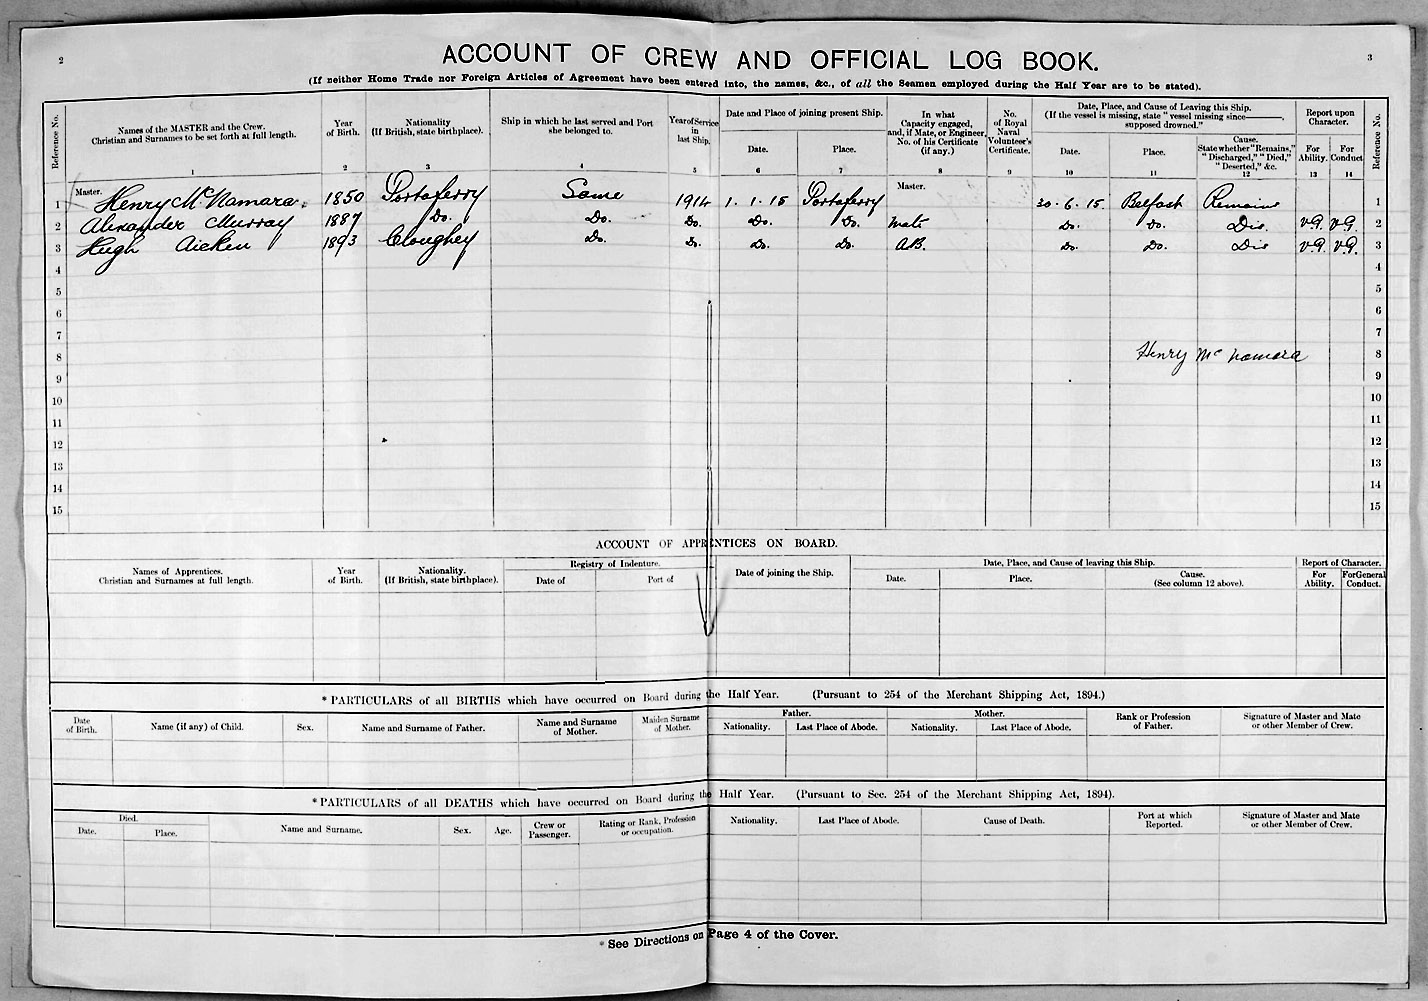 2
3
ACCOUNT OF CREW AND OFFICIAL LOG BOOK.
(If neither Home Trade nor Foreign Articles of Agreement have been entered into, the names, &c., of all the Seamen employed during the Half Year are to be stated).
Reference No.
Names of the MASTER and the Crew.
Christian and Surnames to be set forth at full length.
1
Year
of Birth.
2
Nationality
(If British, state birthplace).
3
Ship in which he last served and Port
she belonged to.
4
Year of Service
in
last Ship.
5
Date and Place of joining present Ship.
Date.
6
Place.
7
In what
Capacity engaged,
and, if Mate, or Engineer,
No. of his Certificate
(if any.)
8
No.
of Royal
Naval
Volunteer's
Certificate.
9
Date, Place, and Cause of Leaving this Ship.
(If the vessel is missing, state "vessel missing since———,
supposed drowned."
Date.
10
Place.
11
Cause.
State whether "Remains,"
"Discharged," "Died,"
"Deserted," &c.
12
Report upon
Character.
For
Ability.
13
For
Conduct
14
Reference No.
1 Master. Henry McNamara. 1850 Portaferry Same 1914 1.1.15 Portaferry Master. 30.6.15 Belfast Remains 1
2 Alexander Murray 1887 Do. Do. Do. Do. Do. Mate Do. Do. Dis. V.G. V.G. 2
3 Hugh Aicken 1893 Cloughey Do. Do. Do. Do. A.B. Do. Do. Dis V.G. V.G. 3
4 4
5 5
6 6
7 7
8 Henry Mc Namara 8
9 9
10 10
11 11
12 12
13 13
14 14
15 15
ACCOUNT OF APPRENTICES ON BOARD.
Names of Apprentices.
Christian and Surnames at full length.
Year
of Birth.
Nationality.
(If British, state birthplace).
Registry of Indenture.
Date of
Port of
Date of joining the Ship.
Date, Place, and Cause of leaving this Ship.
Date.
Place.
Cause.
(See column 12 above).
Report of Character.
For
Ability.
For General
Conduct.
*PARTICULARS of all BIRTHS which have occurred on Board during the Half Year. (Pursuant to 254 of the Merchant Shipping Act, 1894.)
Date
of Birth.
Name (if any) of Child.
Sex.
Name and Surname of Father.
Name and Surname
of Mother.
Maiden Surname
of Mother.
Father.
Nationality.
Last Place of Abode.
Mother.
Nationality.
Last Place of Abode.
Rank or Profession
of Father.
Signature of Master and Mate
or other Member of Crew.
*PARTICULARS of all DEATHS which have occurred on Board during the Half Year. (Pursuant to Sec. 254 of the Merchant Shipping Act, 1894).
Died.
Date.
Place.
Name and Surname.
Sex.
Age.
Crew or
Passenger.
Rating or Rank, Profession
or occupation.
Nationality.
Last Place of Abode.
Cause of Death.
Port at which
Reported.
Signature of Master and Mate
or other Member of Crew.
*See Directions on Page 4 of the Cover.